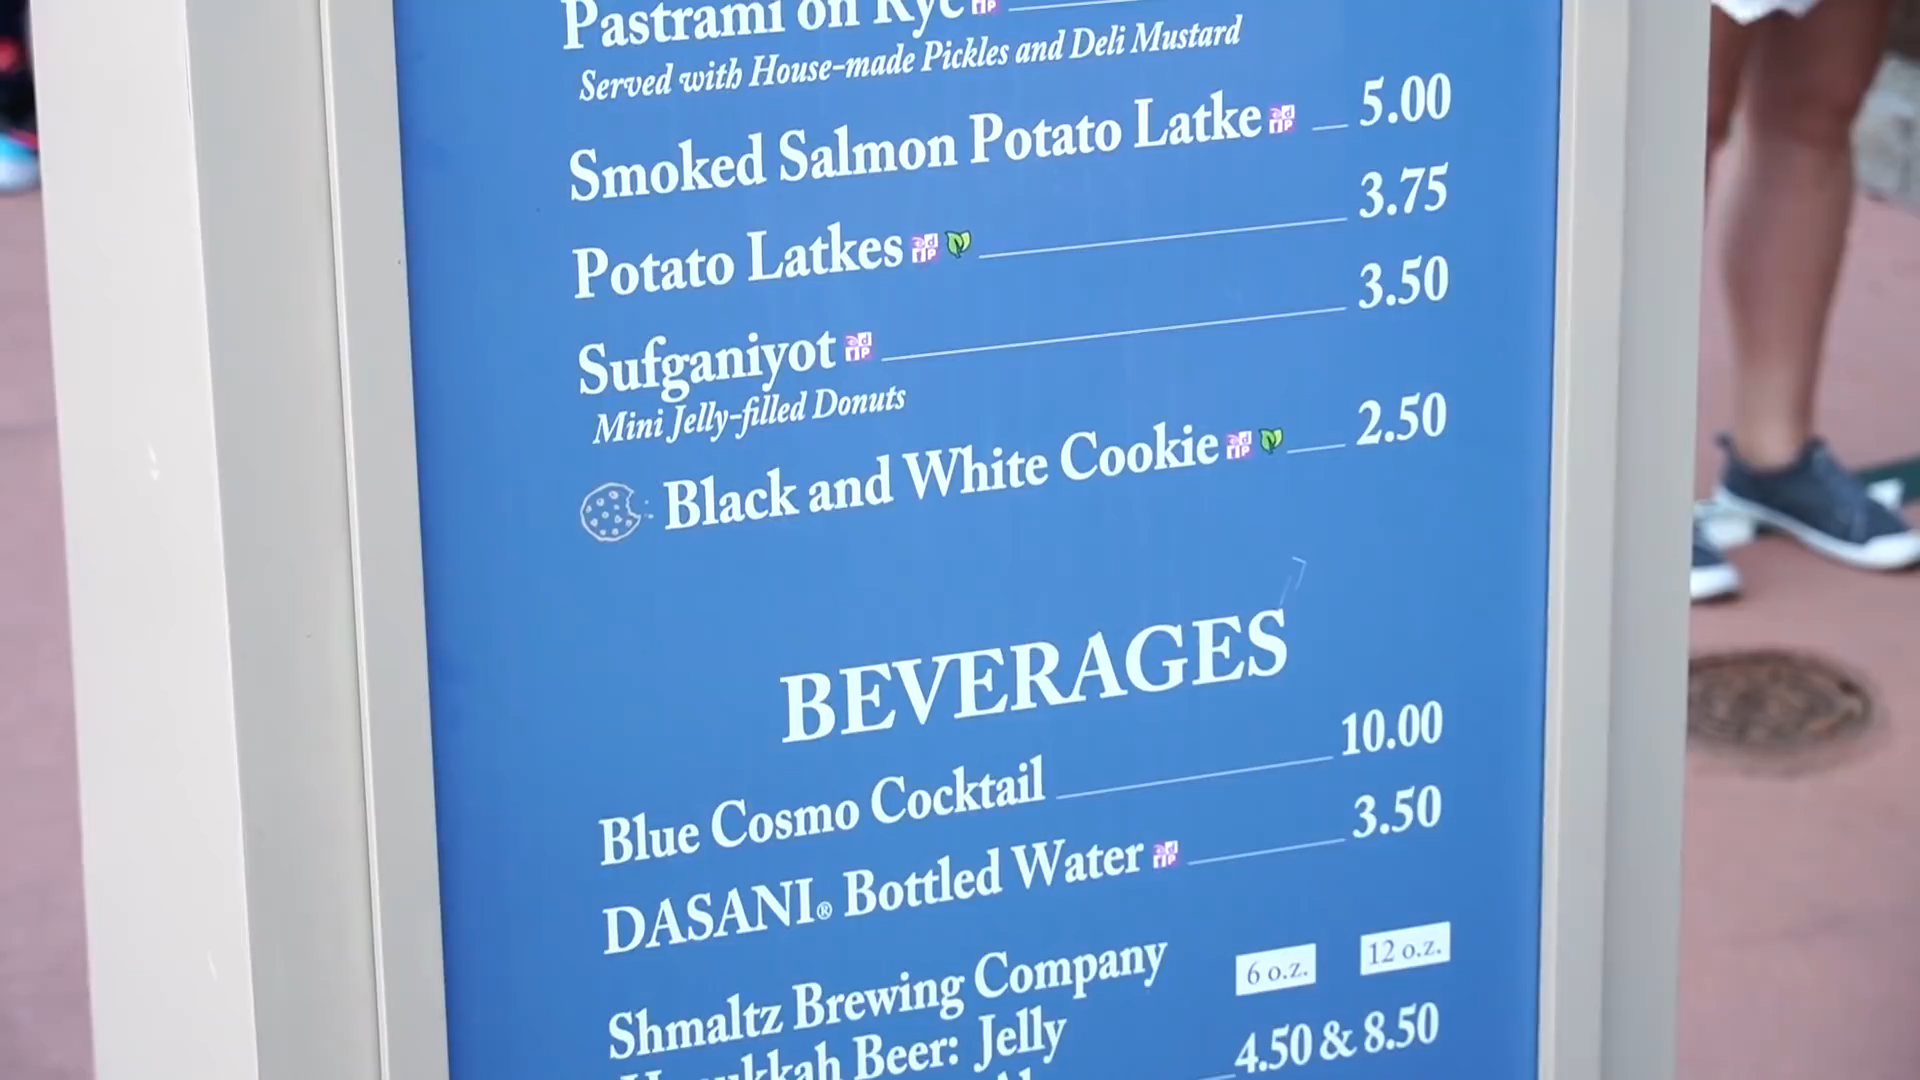 Pastrami on Rye
Served with House-made Pickles and Deli Mustard
Smoked Salmon Potato Latke 5.00
Potato Latkes 3.75
Sufganiyot 3.50
Mini Jelly-filled Donuts
Black and White Cookie 2.50
BEVERAGES
Blue Cosmo Cocktail 10.00
DASANI® Bottled Water 3.50
Shmaltz Brewing Company 6 o.z. 12 o.z.
Beer: Jelly 4.50 & 8.50